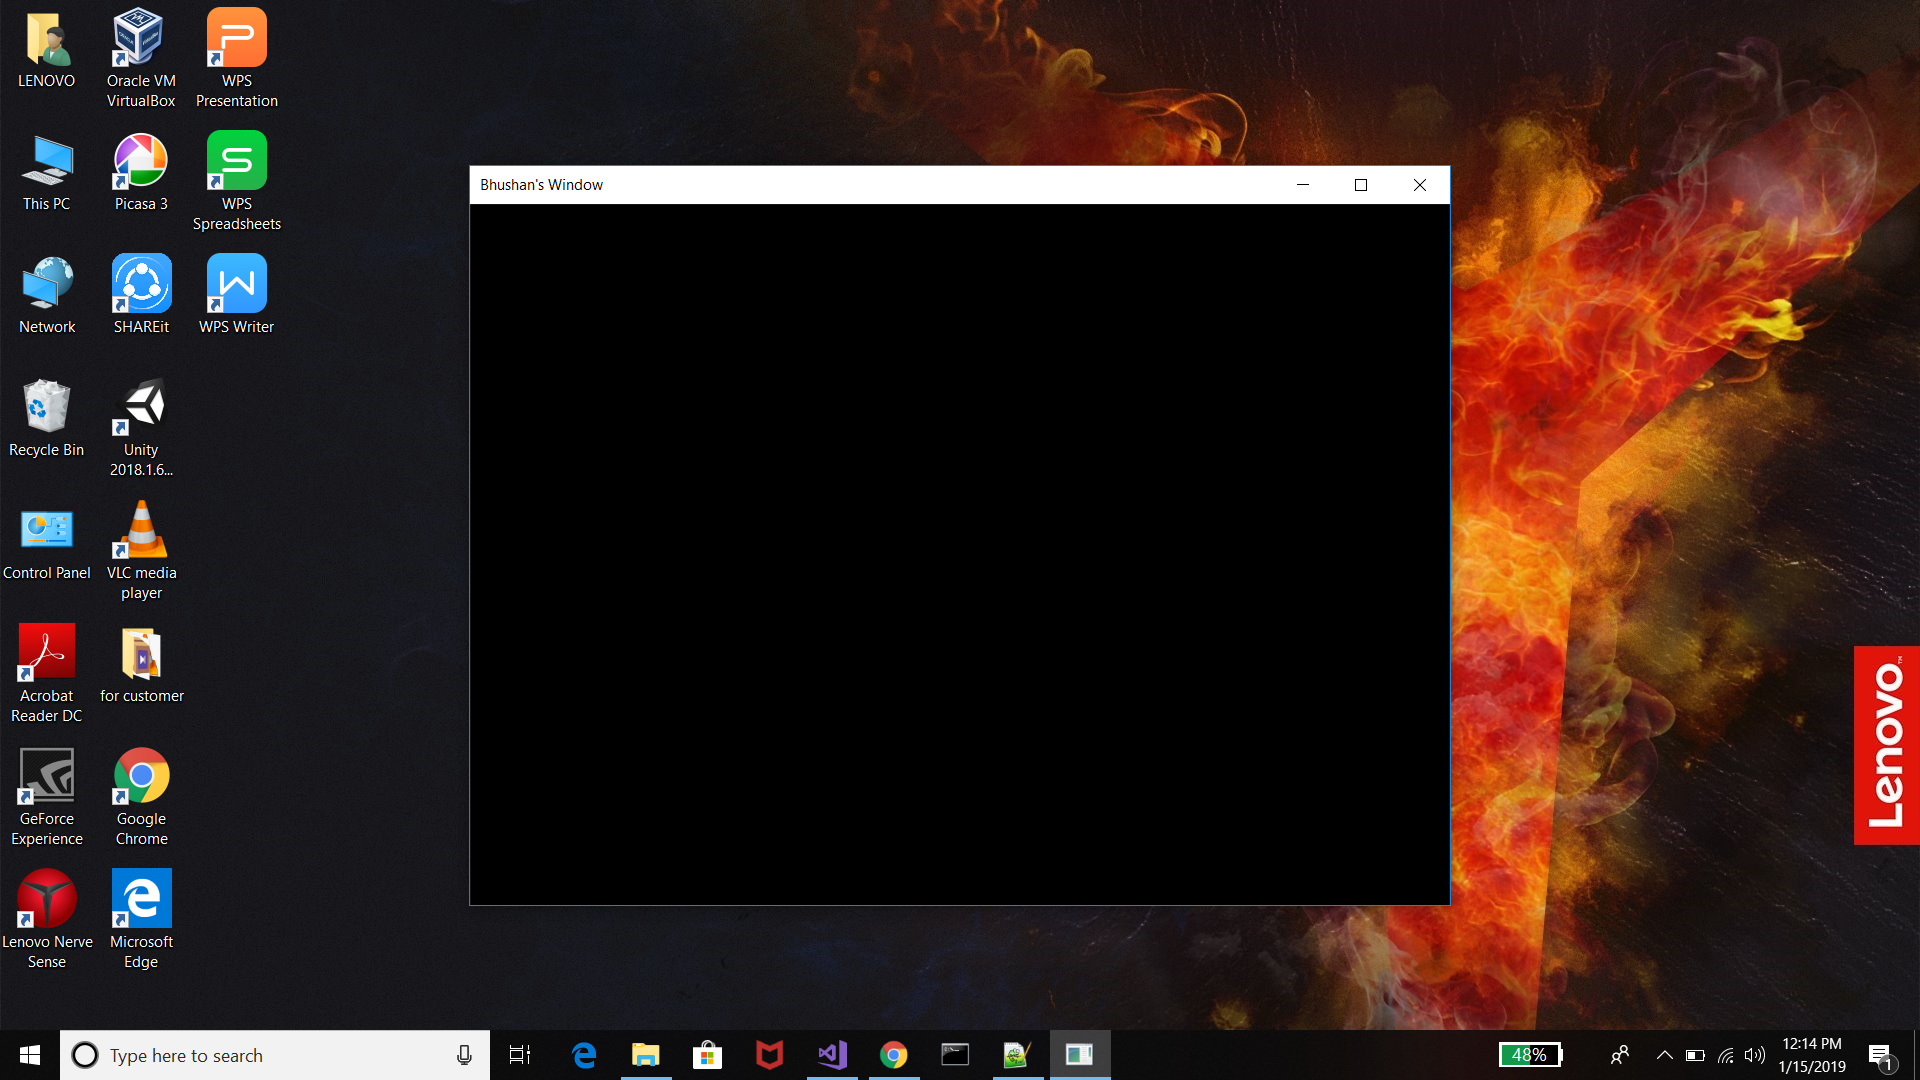 LENOVO
Oracle VM
VirtualBox
WPS
Presentation
This PC
Picasa 3
WPS
Spreadsheets
Network
SHAREit
WPS Writer
Recycle Bin
Unity
2018.1.6...
Control Panel
VLC media
player
Acrobat
Reader DC
for customer
GeForce
Experience
Google
Chrome
Lenovo Nerve
Sense
Microsoft
Edge
Bhushan's Window
Lenovo™
Type here to search
48%
12:14 PM
1/15/2019
1